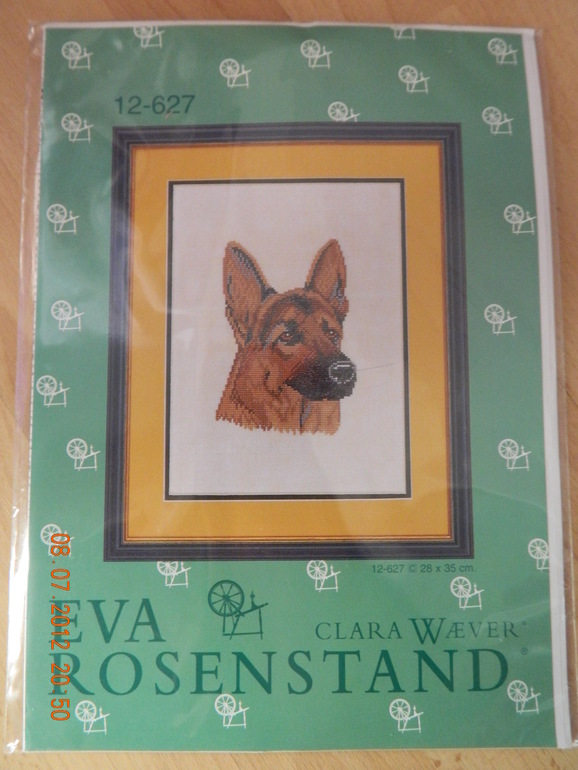 12-627
12-627 © 28 x 35 cm.
EVA
CLARA WÆVER®
ROSENSTAND®
08.07.2012 20:50